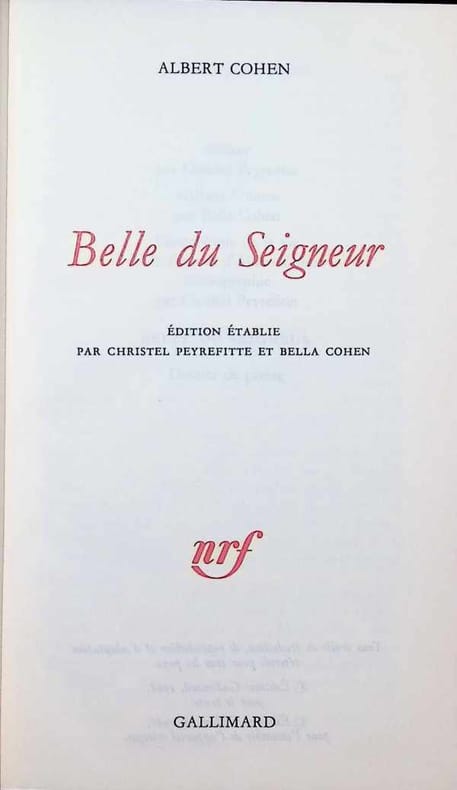 ALBERT COHEN
Belle du Seigneur
ÉDITION ÉTABLIE
PAR CHRISTEL PEYREFITTE ET BELLA COHEN
nrf
GALLIMARD